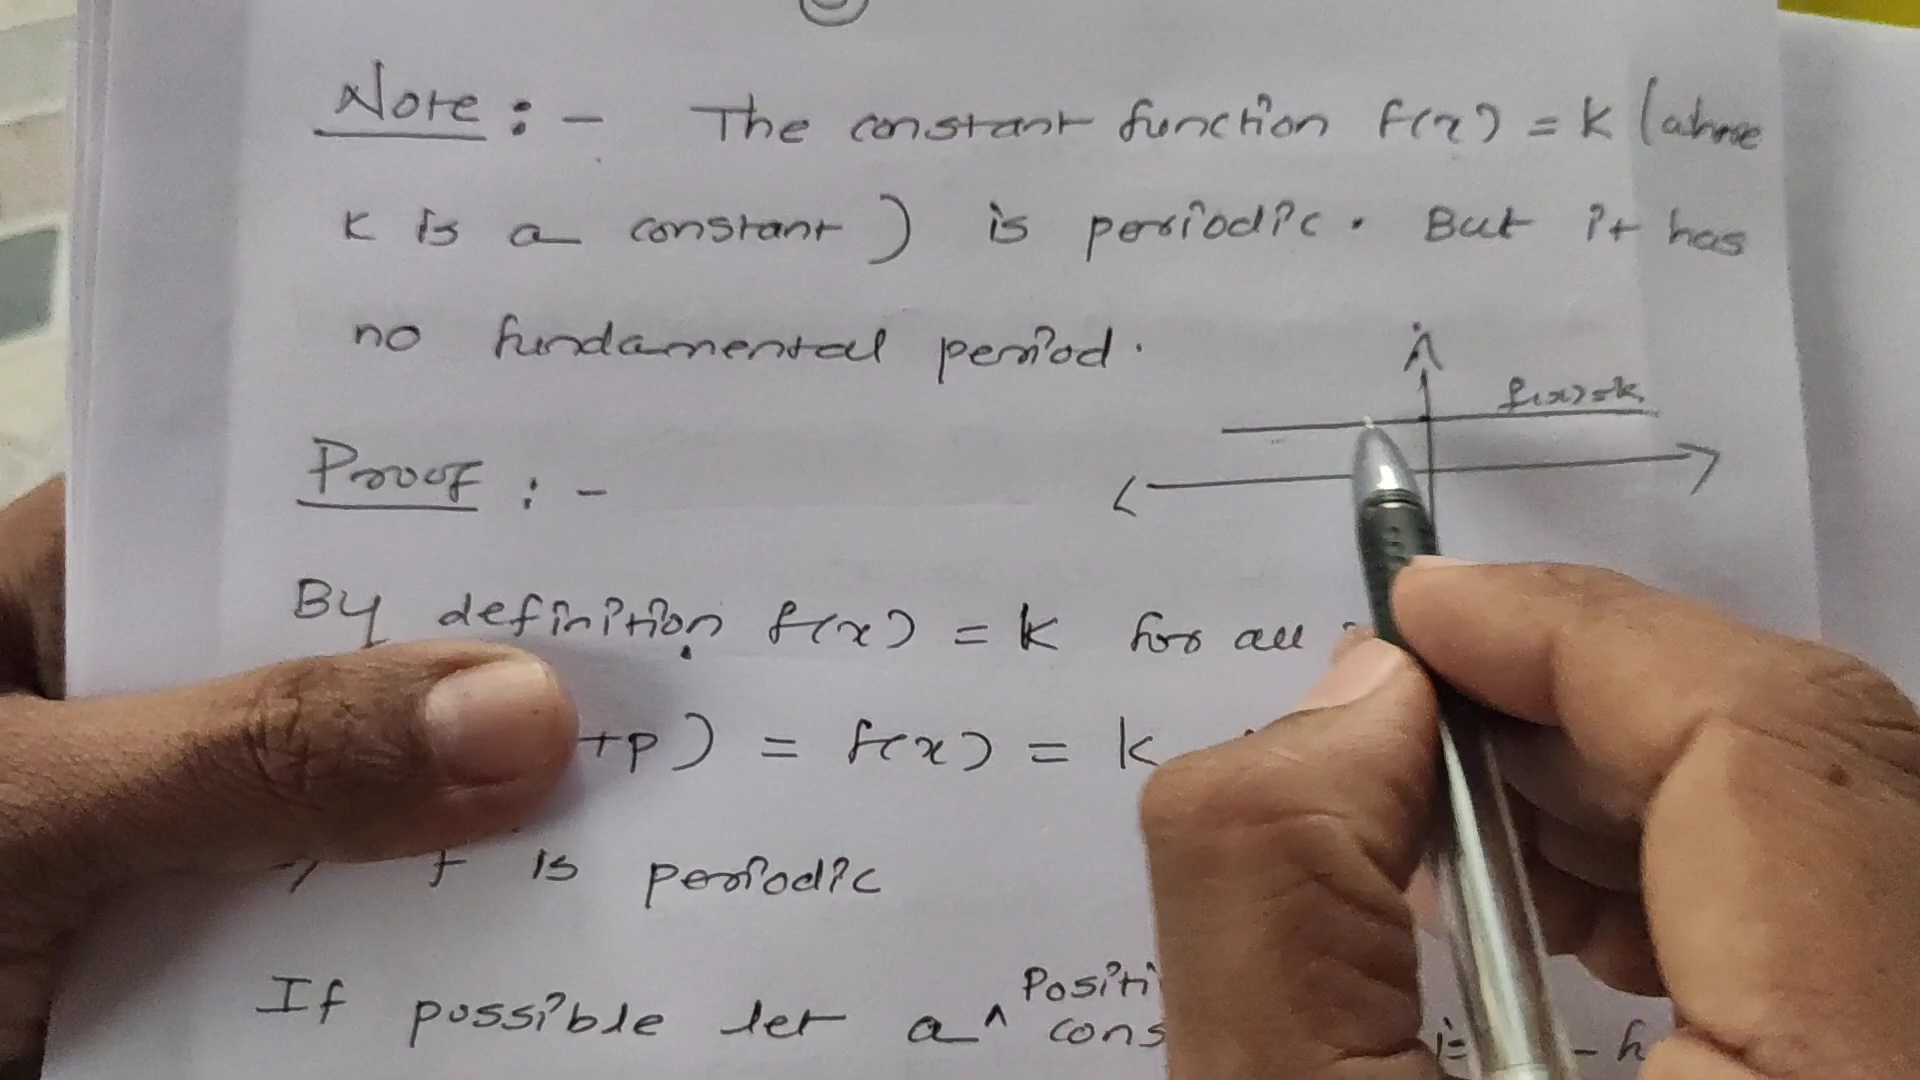 Note :- The constant function f(x) = k (where
k is a constant) is periodic. But it has
no fundamental period.
f(x)=k
Proof :-
By definition f(x) = k for all
+p) = f(x) = k
f is periodic
Positi
If possible let a ^ cons